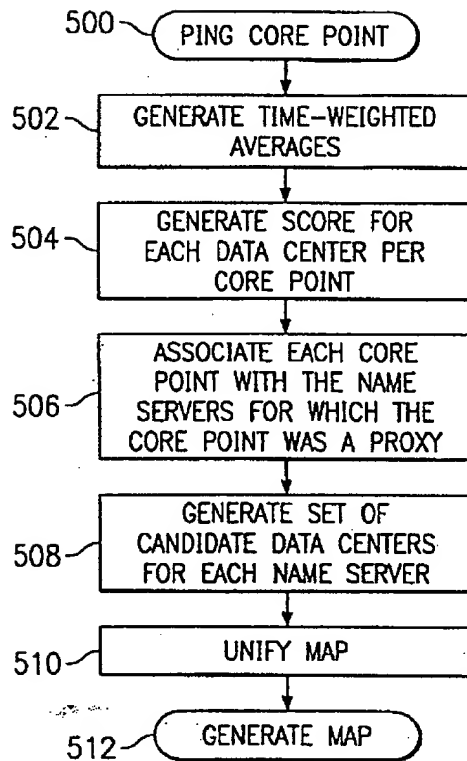 500
PING CORE POINT
502
GENERATE TIME-WEIGHTED
AVERAGES
504
GENERATE SCORE FOR
EACH DATA CENTER PER
CORE POINT
506
ASSOCIATE EACH CORE
POINT WITH THE NAME
SERVERS FOR WHICH THE
CORE POINT WAS A PROXY
508
GENERATE SET OF
CANDIDATE DATA CENTERS
FOR EACH NAME SERVER
510
UNIFY MAP
512
GENERATE MAP